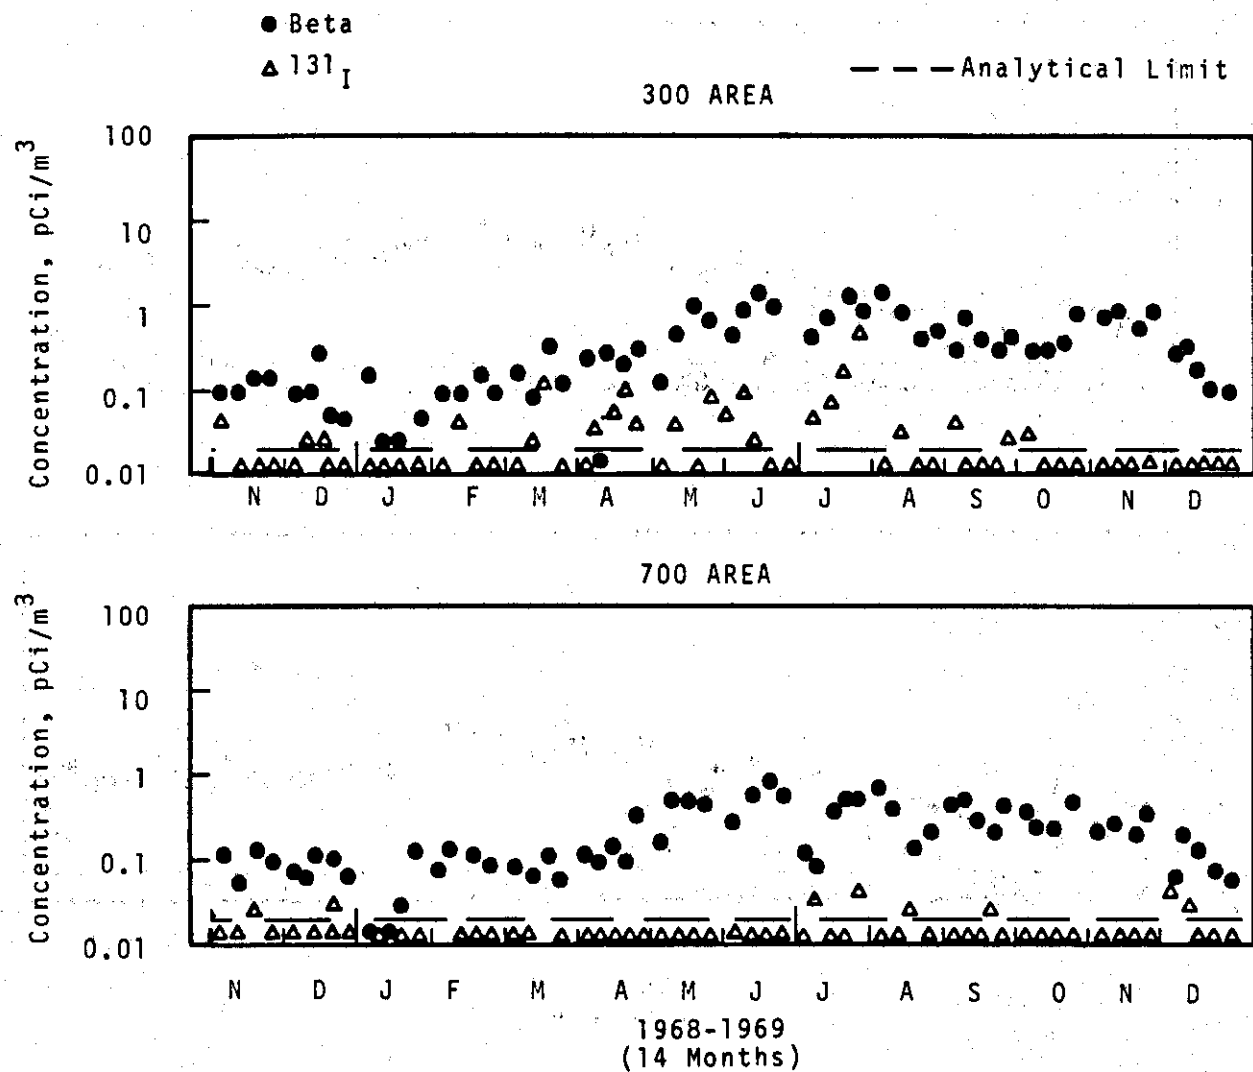 ● Beta
△ 131I
— — — Analytical Limit
300 AREA
Concentration, pCi/m3
100
10
1
0.1
0.01
N D J F M A M J J A S O N D
700 AREA
Concentration, pCi/m3
100
10
1
0.1
0.01
N D J F M A M J J A S O N D
1968-1969
(14 Months)